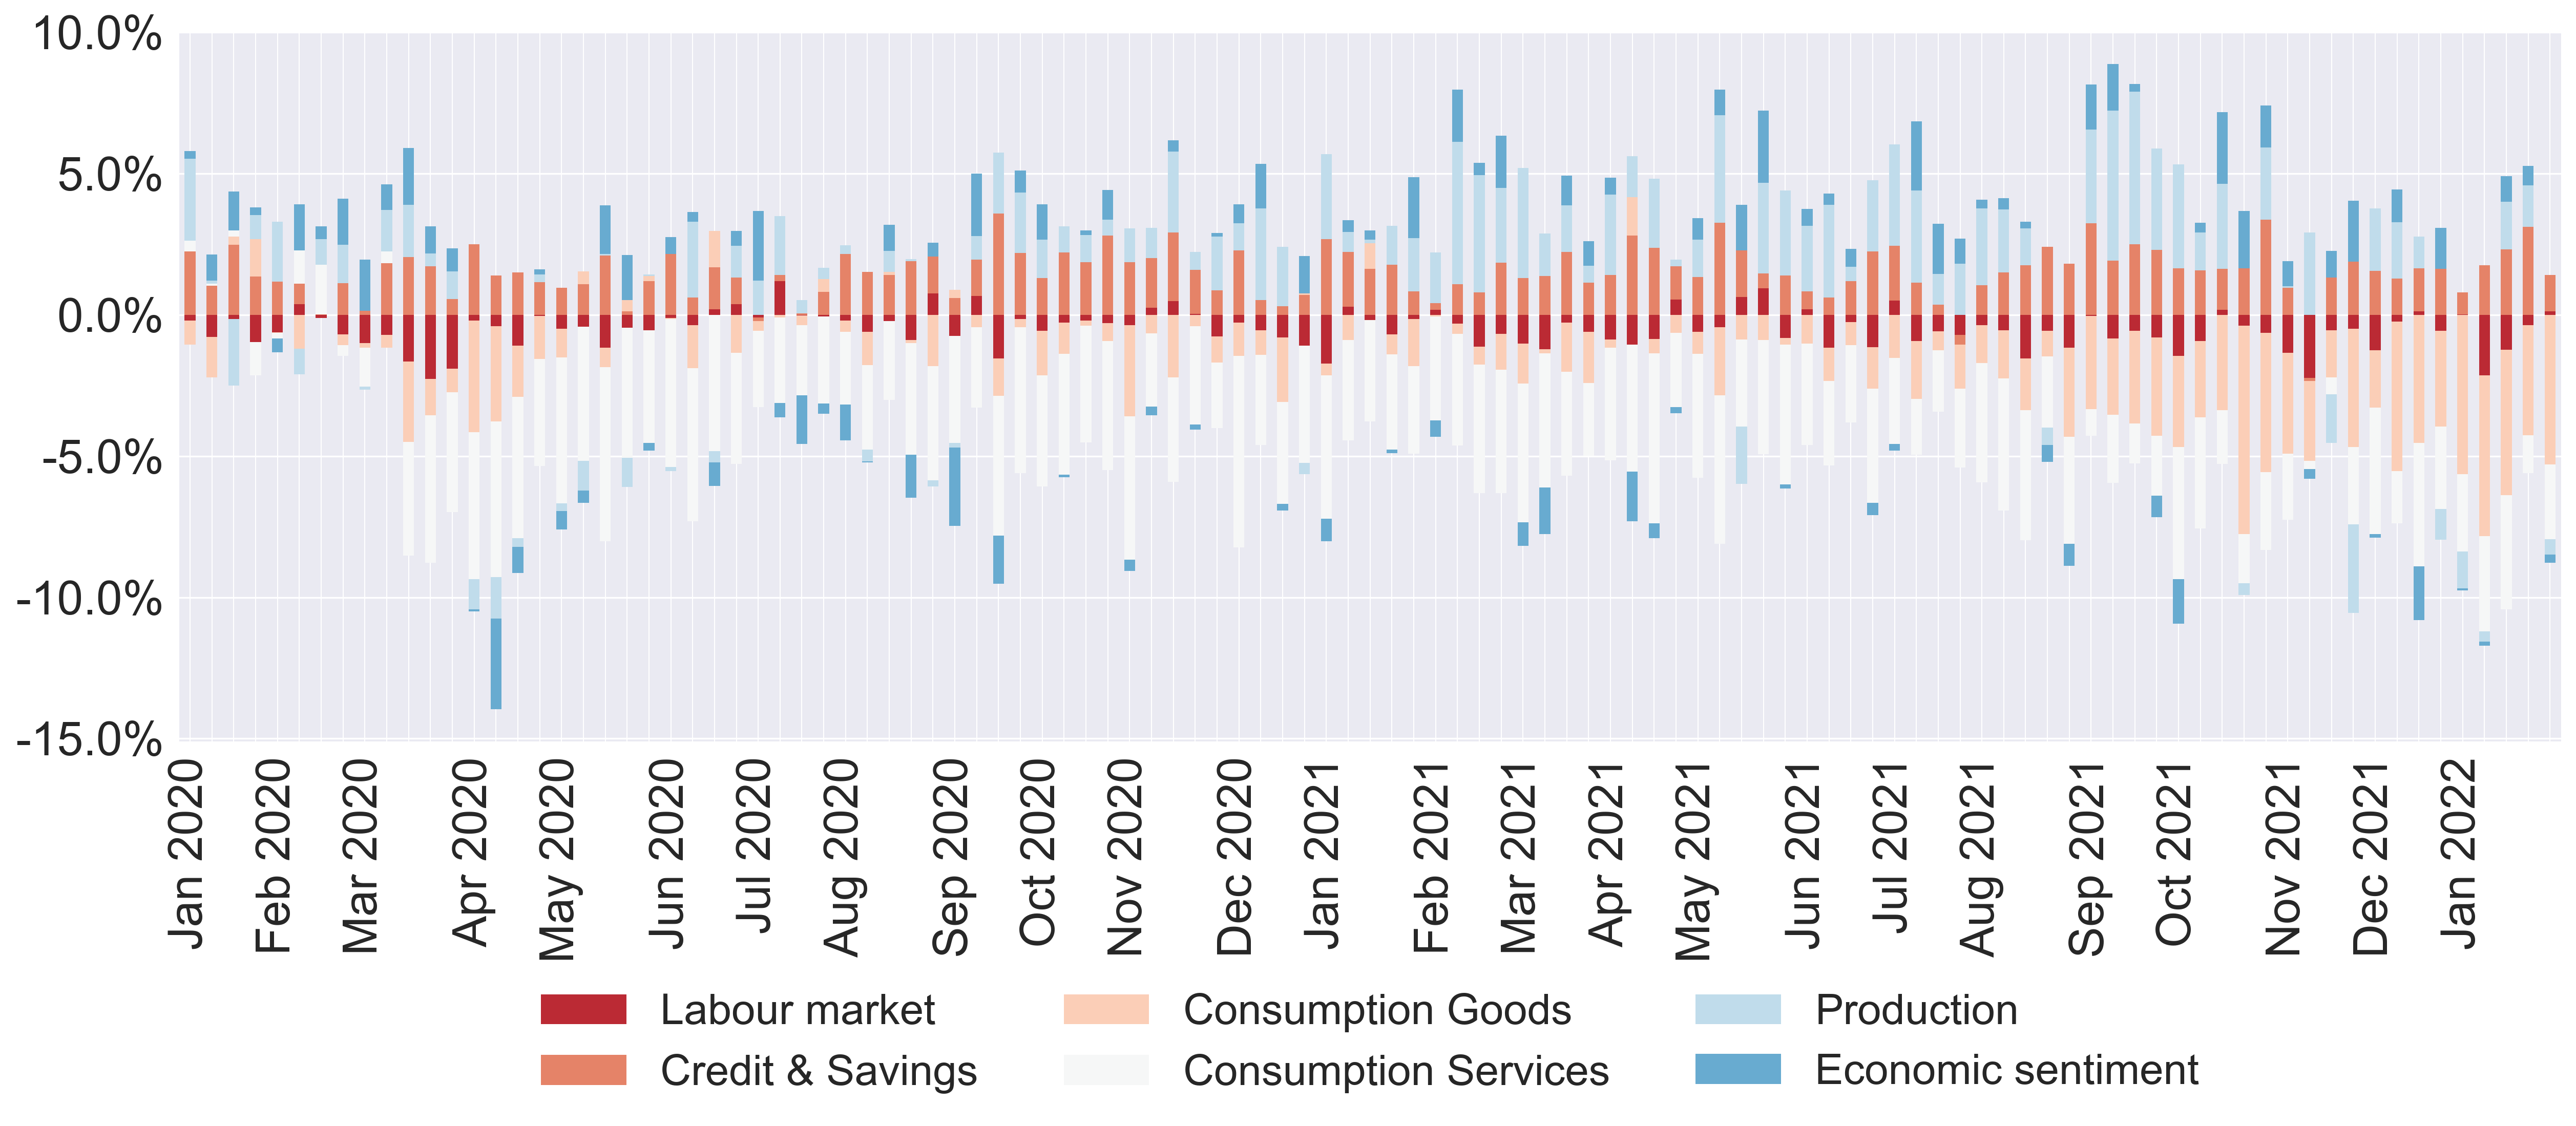 10.0%
5.0%
0.0%
-5.0%
-10.0%
-15.0%
Jan 2020
Feb 2020
Mar 2020
Apr 2020
May 2020
Jun 2020
Jul 2020
Aug 2020
Sep 2020
Oct 2020
Nov 2020
Dec 2020
Jan 2021
Feb 2021
Mar 2021
Apr 2021
May 2021
Jun 2021
Jul 2021
Aug 2021
Sep 2021
Oct 2021
Nov 2021
Dec 2021
Jan 2022
Labour market
Consumption Goods
Production
Credit & Savings
Consumption Services
Economic sentiment